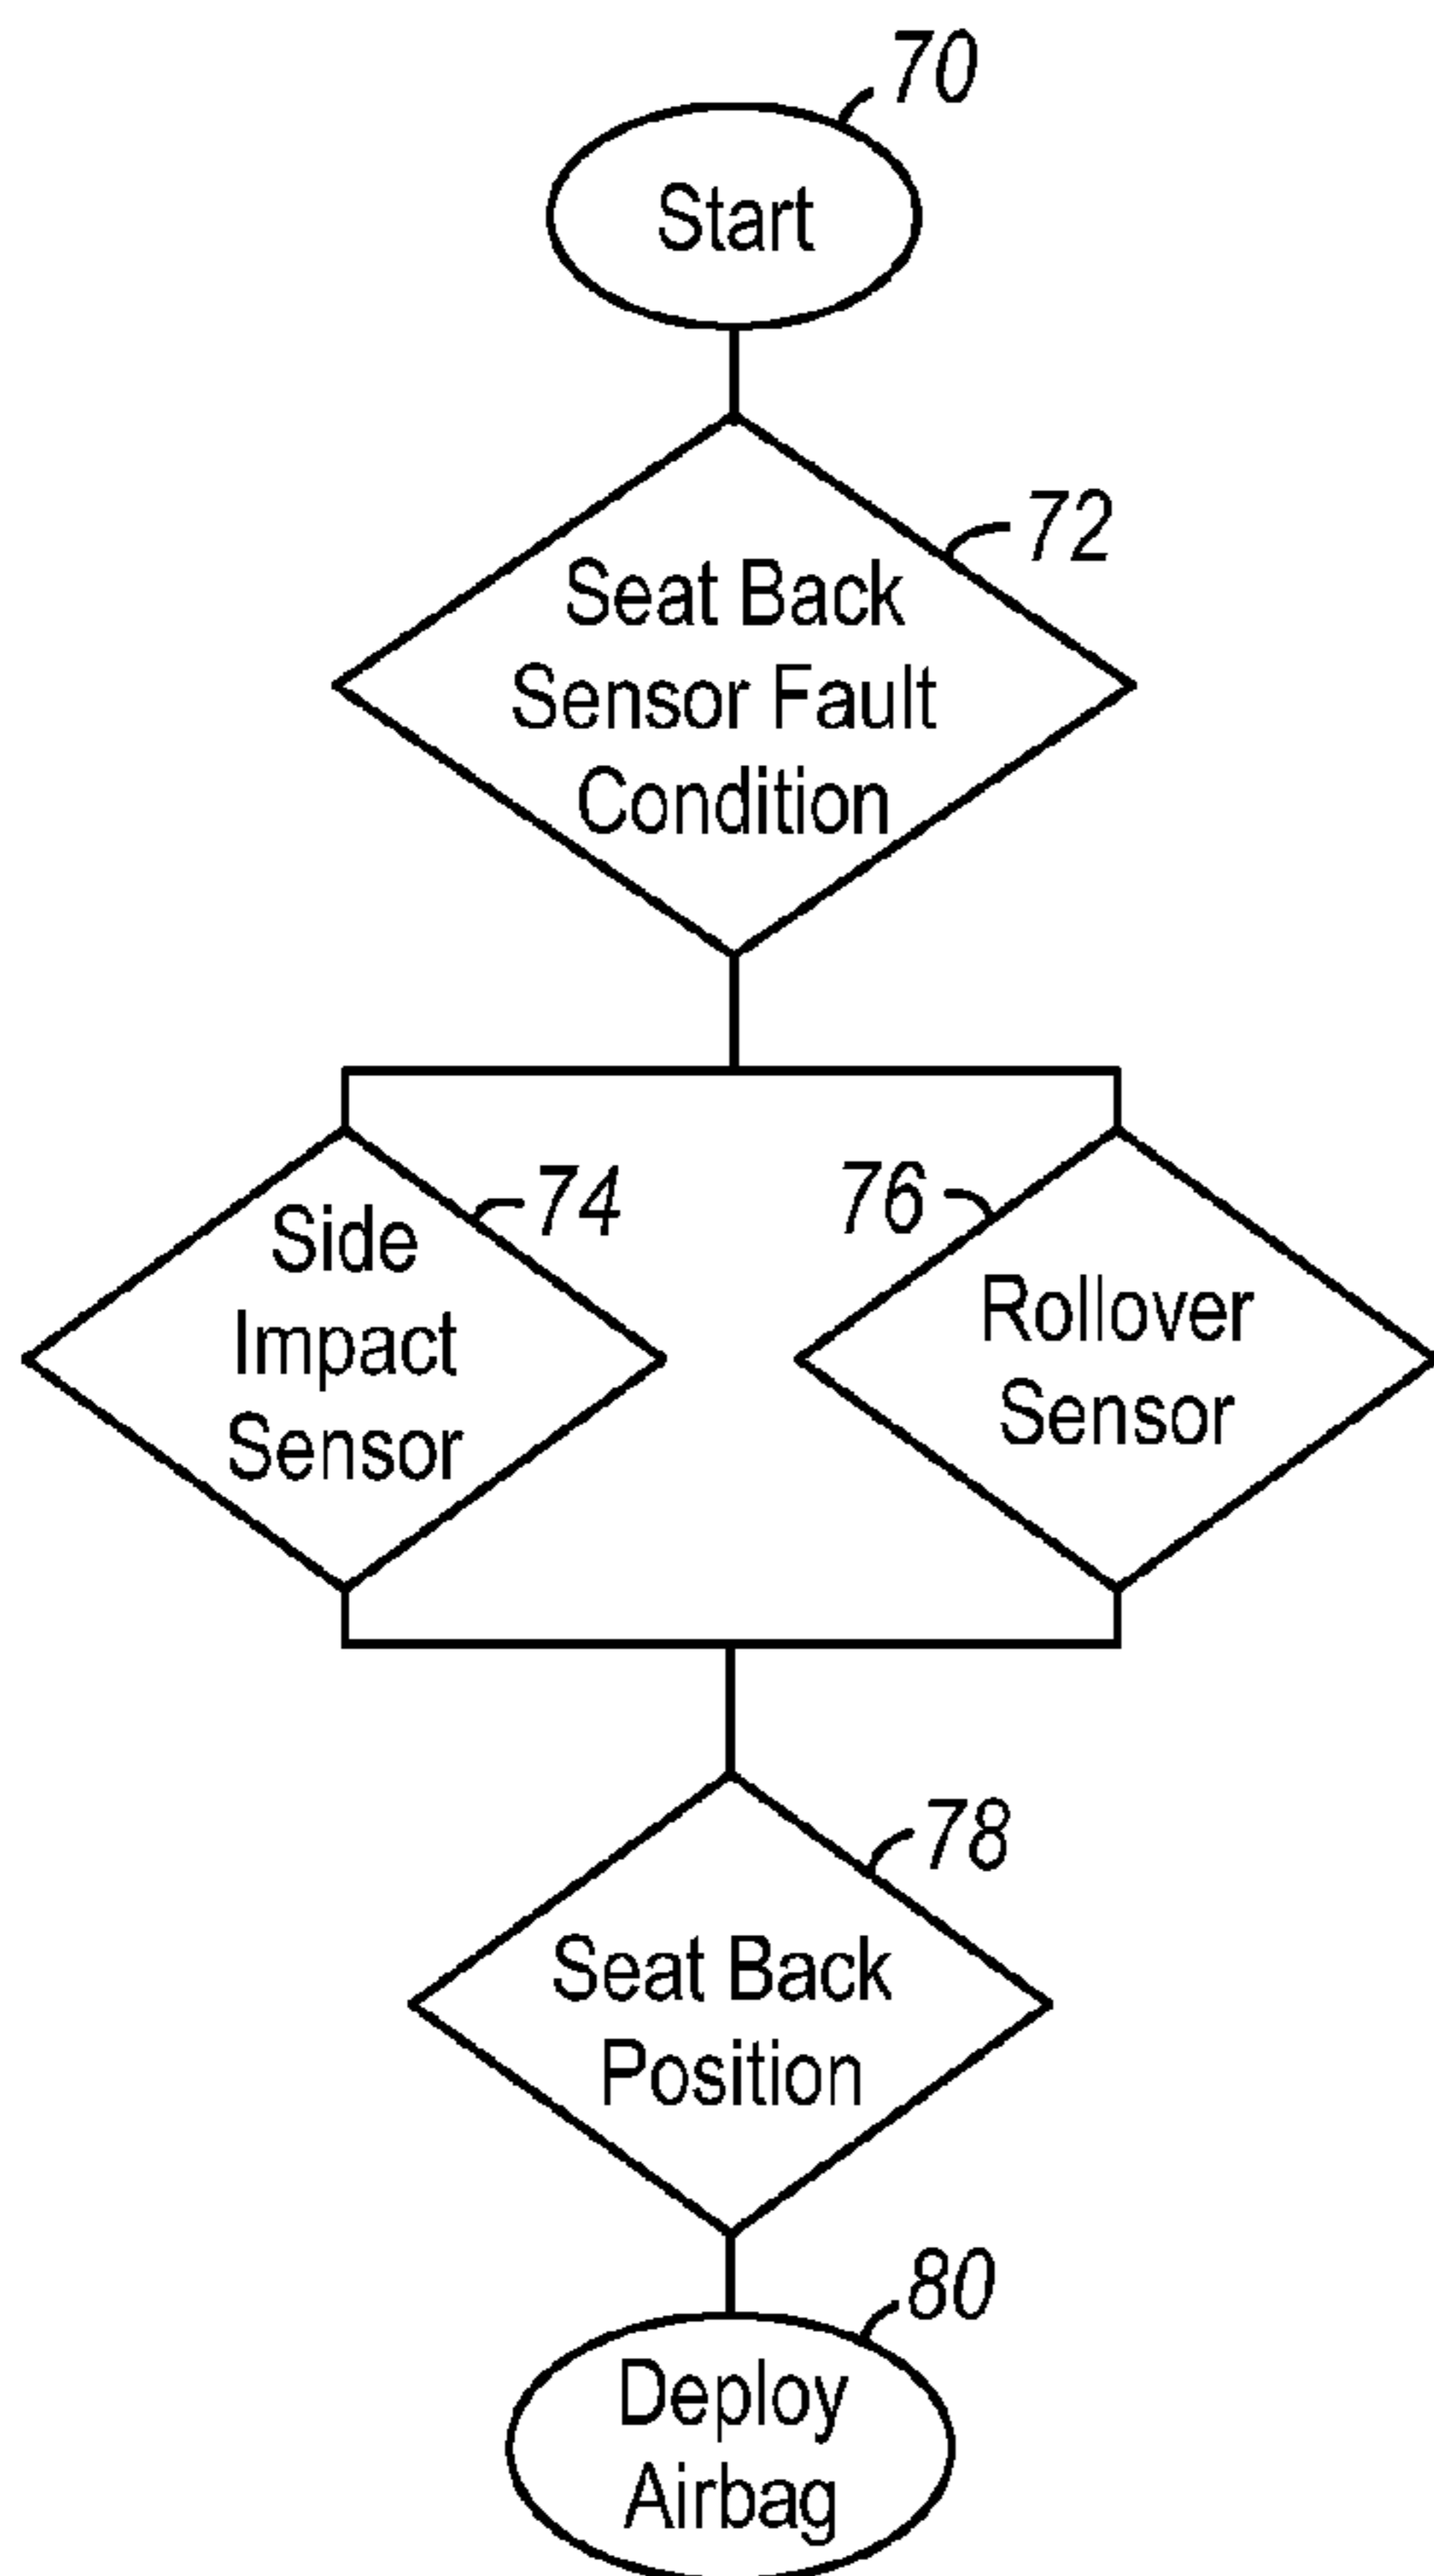 70
Start
72
Seat Back
Sensor Fault
Condition
74
Side
Impact
Sensor
76
Rollover
Sensor
78
Seat Back
Position
80
Deploy
Airbag